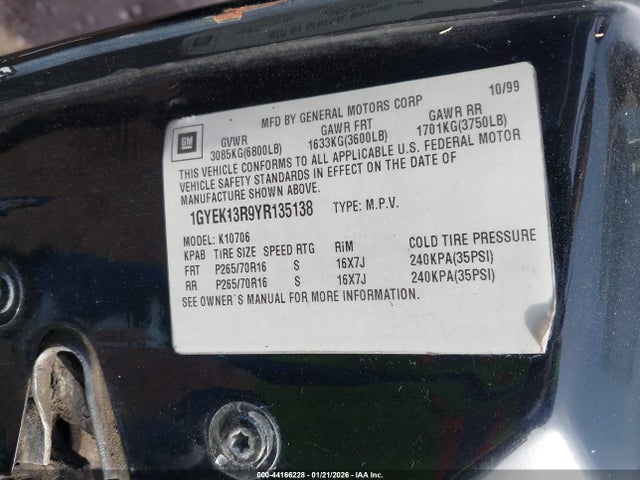 10/99
MFD BY GENERAL MOTORS CORP
GM
GVWR GAWR FRT GAWR RR
3085KG(6800LB) 1633KG(3600LB) 1701KG(3750LB)
THIS VEHICLE CONFORMS TO ALL APPLICABLE U.S. FEDERAL MOTOR
VEHICLE SAFETY STANDARDS IN EFFECT ON THE DATE OF
MANUFACTURE SHOWN ABOVE.
1GYEK13R9YR135138 TYPE: M.P.V.
MODEL: K10706
KPAB TIRE SIZE SPEED RTG RIM COLD TIRE PRESSURE
FRT P265/70R16 S 16X7J 240KPA(35PSI)
RR P265/70R16 S 16X7J 240KPA(35PSI)
SEE OWNER'S MANUAL FOR MORE INFORMATION.
000-44166228 - 01/21/2026 - IAA Inc.